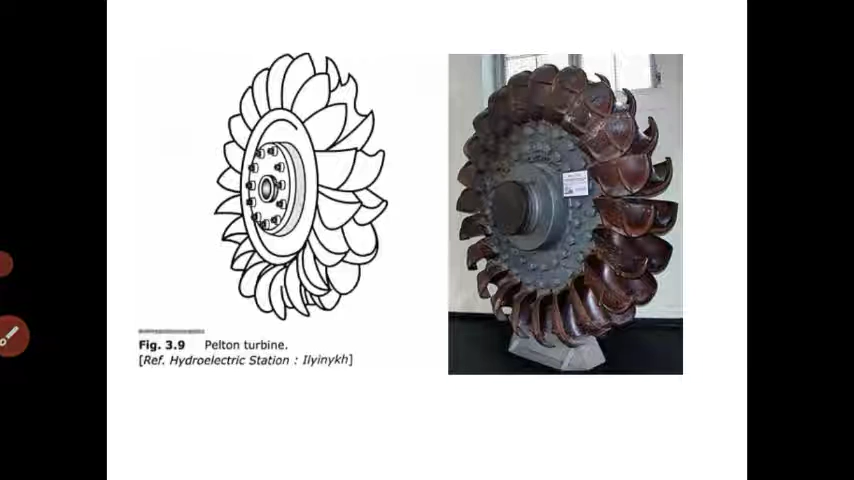 Fig. 3.9 Pelton turbine.
[Ref. Hydroelectric Station : Ilyinykh]